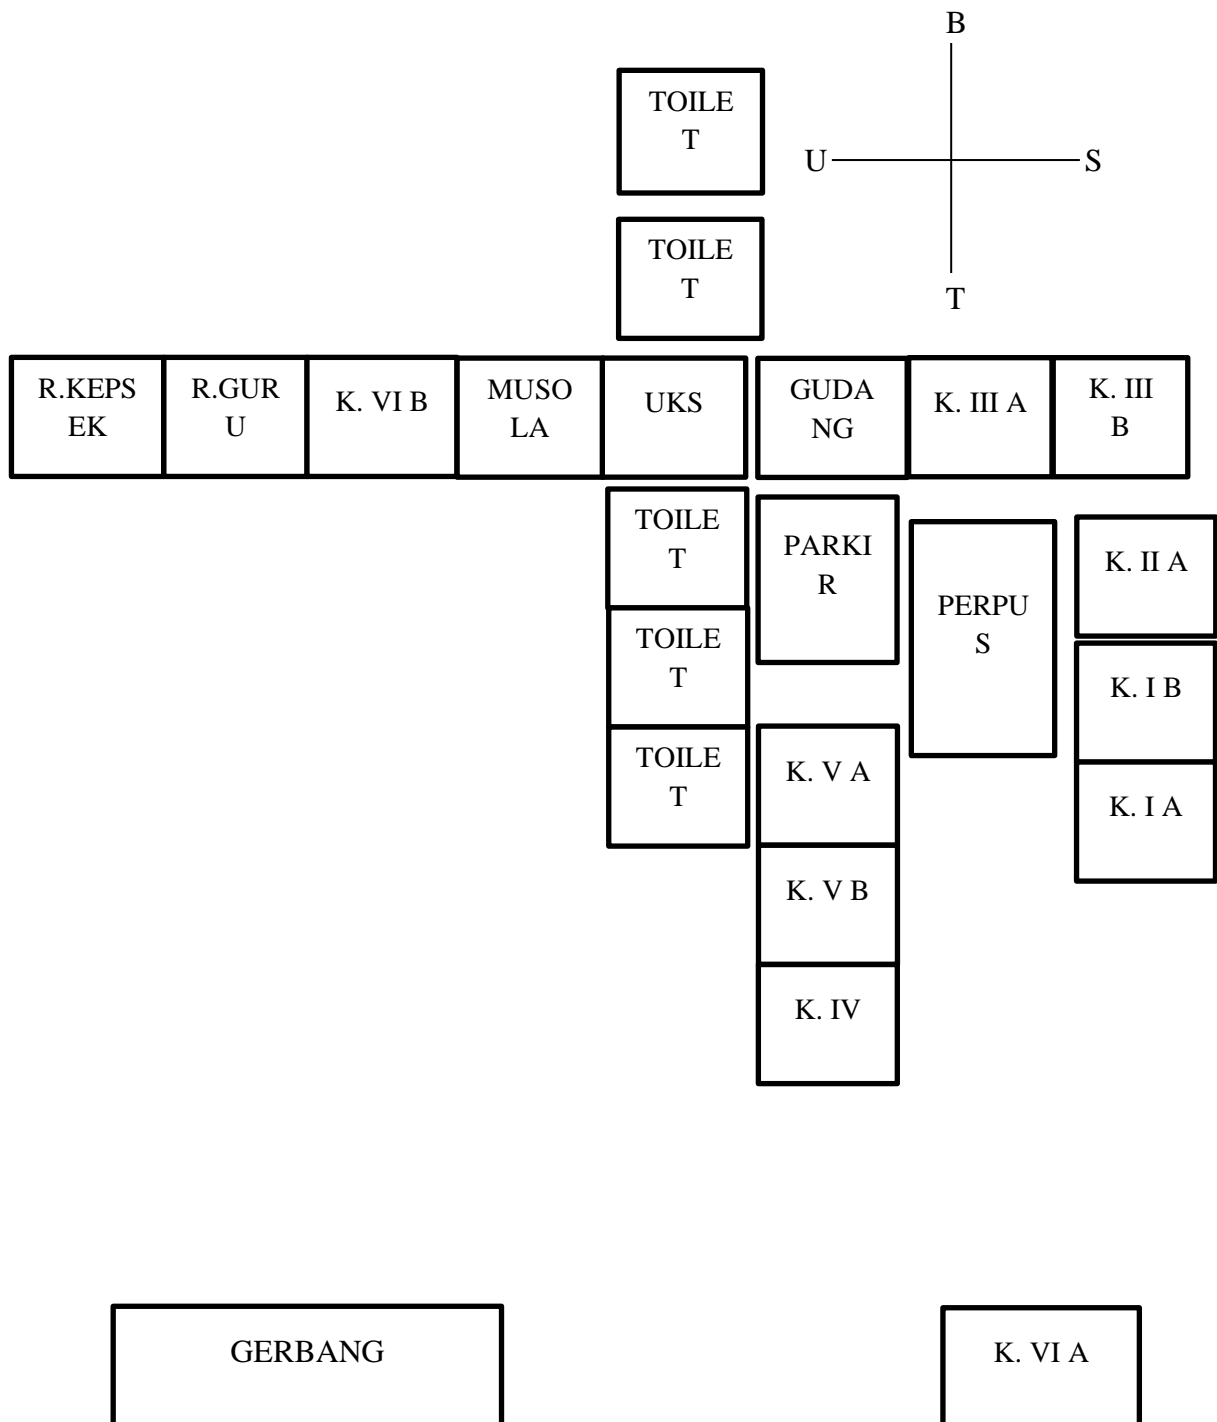 B
TOILE
T
U
S
TOILE
T
T
R.KEPS
EK
R.GUR
U
K. VI B
MUSO
LA
UKS
GUDA
NG
K. III A
K. III
B
TOILE
T
PARKI
R
PERPU
S
K. II A
TOILE
T
K. I B
TOILE
T
K. V A
K. I A
K. V B
K. IV
GERBANG
K. VI A